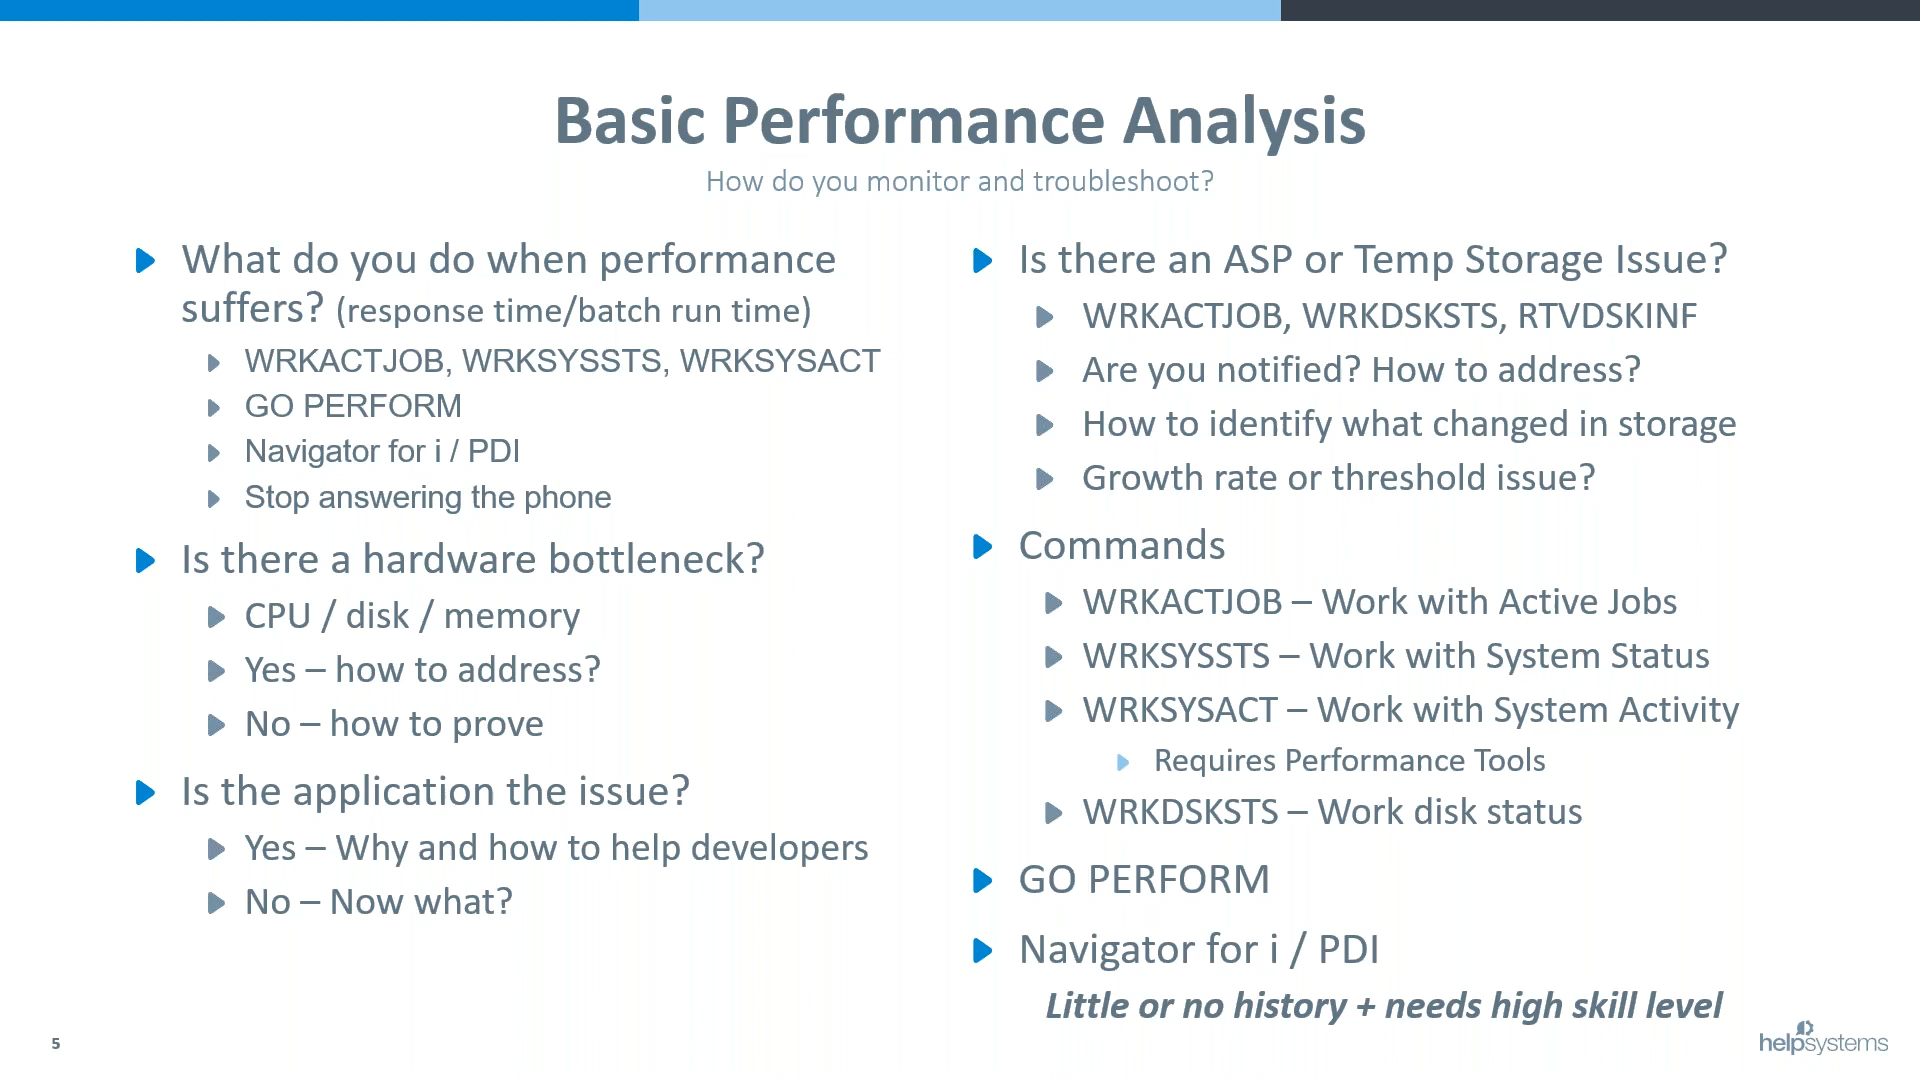 Basic Performance Analysis
How do you monitor and troubleshoot?
What do you do when performance
suffers? (response time/batch run time)
WRKACTJOB, WRKSYSSTS, WRKSYSACT
GO PERFORM
Navigator for i / PDI
Stop answering the phone
Is there a hardware bottleneck?
CPU / disk / memory
Yes – how to address?
No – how to prove
Is the application the issue?
Yes – Why and how to help developers
No – Now what?
Is there an ASP or Temp Storage Issue?
WRKACTJOB, WRKDSKSTS, RTVDSKINF
Are you notified? How to address?
How to identify what changed in storage
Growth rate or threshold issue?
Commands
WRKACTJOB – Work with Active Jobs
WRKSYSSTS – Work with System Status
WRKSYSACT – Work with System Activity
Requires Performance Tools
WRKDSKSTS – Work disk status
GO PERFORM
Navigator for i / PDI
Little or no history + needs high skill level
5
helpsystems